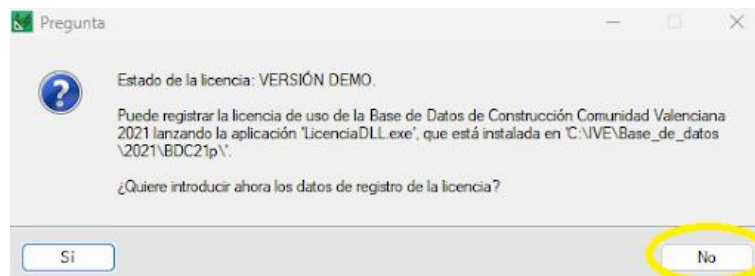 Pregunta
Estado de la licencia: VERSIÓN DEMO.
Puede registrar la licencia de uso de la Base de Datos de Construcción Comunidad Valenciana
2021 lanzando la aplicación 'LicenciaDLL.exe', que está instalada en 'C:\IVE\Base_de_datos
\2021\BDC21p\'.
¿Quiere introducir ahora los datos de registro de la licencia?
Sí No